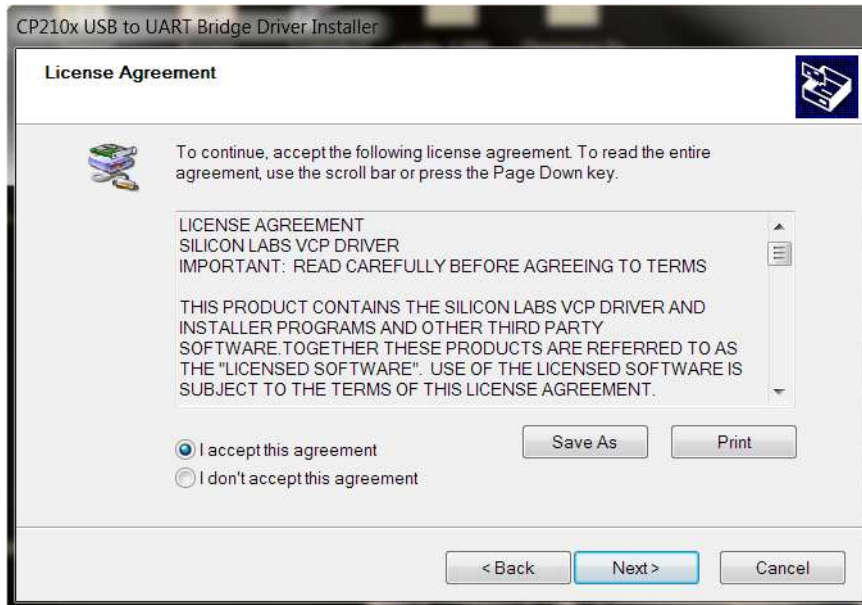 CP210x USB to UART Bridge Driver Installer
License Agreement
To continue, accept the following license agreement. To read the entire
agreement, use the scroll bar or press the Page Down key.
LICENSE AGREEMENT
SILICON LABS VCP DRIVER
IMPORTANT:  READ CAREFULLY BEFORE AGREEING TO TERMS
THIS PRODUCT CONTAINS THE SILICON LABS VCP DRIVER AND
INSTALLER PROGRAMS AND OTHER THIRD PARTY
SOFTWARE.TOGETHER THESE PRODUCTS ARE REFERRED TO AS
THE "LICENSED SOFTWARE".  USE OF THE LICENSED SOFTWARE IS
SUBJECT TO THE TERMS OF THIS LICENSE AGREEMENT.
Save As
Print
I accept this agreement
I don't accept this agreement
< Back
Next >
Cancel